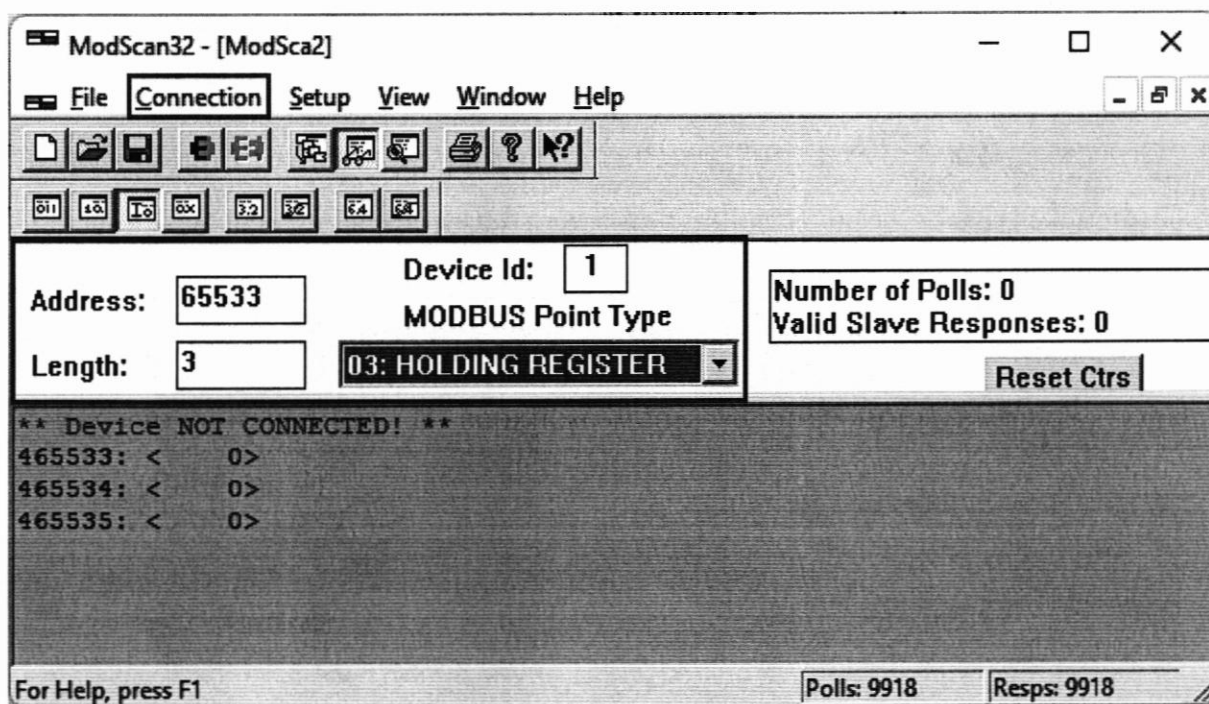 ModScan32 - [ModSca2]
File Connection Setup View Window Help
Address: 65533
Device Id: 1
MODBUS Point Type
Length: 3
03: HOLDING REGISTER
Number of Polls: 0
Valid Slave Responses: 0
Reset Ctrs
** Device NOT CONNECTED! **
465533: < 0>
465534: < 0>
465535: < 0>
For Help, press F1
Polls: 9918
Resps: 9918